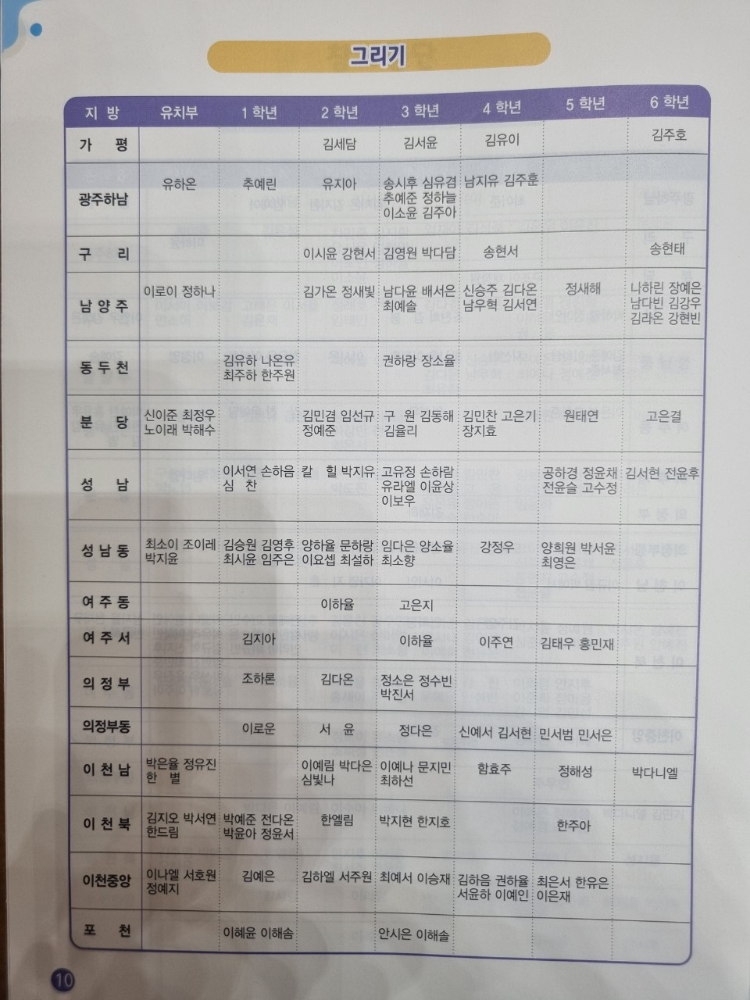 그리기
지 방 유치부 1 학년 2 학년 3 학년 4 학년 5 학년 6 학년
가 평 김세담 김서윤 김유이 김주호
광주하남 유하온 추예린 유지아 송시후 심유겸 남지유 김주훈
추예준 정하늘
이소윤 김주아
구 리 이시윤 강현서 김영원 박다담 송현서 송현태
남 양 주 이로이 정하나 김가온 정새빛 남다윤 배서은 신승주 김다온 정새해 나하린 장예은
최예솔 남우혁 김서연 남다빈 김강우
김라온 강현빈
동 두 천 김유하 나온유 권하랑 장소율
최주하 한주원
분 당 신이준 최정우 김민겸 임선규 구 원 김동해 김민찬 고은기 원태연 고은결
노이래 박해수 정예준 김율리 장지효
성 남 이서연 손하음 칼 힐 박지유 고유정 손하람 공하경 정윤채 김서현 전윤후
심 찬 유라엘 이윤상 전윤슬 고수정
이보우
성 남 동 최소이 조이레 김승원 김영후 양하율 문하랑 임다은 양소율 강정우 양희원 박서윤
박지윤 최시윤 임주은 이요셉 최설하 최소향 최영은
여 주 동 이하율 고은지
여 주 서 김지아 이하율 이주연 김태우 홍민재
의 정 부 조하론 김다온 정소은 정수빈
박진서
의정부동 이로운 서 윤 정다은 신예서 김서현 민서범 민서은
이 천 남 박은율 정유진 이예림 박다은 이예나 문지민 함효주 정해성 박다니엘
한 별 심빛나 최하선
이 천 북 김지오 박서연 박예준 전다온 한엘림 박지현 한지호 한주아
한드림 박윤아 정윤서
이천중앙 이나엘 서호원 김예은 김하엘 서주원 최예서 이승재 김하음 권하율 최은서 한유은
정예지 서윤하 이예인 이은재
포 천 이혜윤 이해솜 안시은 이해솔
10